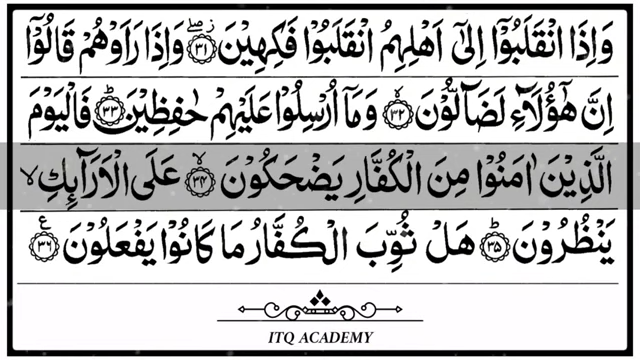 وَاِذَا انْقَلَبُوْۤا اِلٰۤى اَهْلِهِمُ انْقَلَبُوْا فَكِهِيْنَ ۖ ۝٣١ وَاِذَا رَاَوْهُمْ قَالُوْۤا
اِنَّ هٰۤؤُلَآءِ لَضَآلُّوْنَ ۙ ۝٣٢ وَمَاۤ اُرْسِلُوْا عَلَيْهِمْ حٰفِظِيْنَ ؕ ۝٣٣ فَالْيَوْمَ
الَّذِيْنَ اٰمَنُوْا مِنَ الْكُفَّارِ يَضْحَكُوْنَ ۙ ۝٣٤ عَلَى الْاَرَآئِكِ ۙ
يَنْظُرُوْنَ ؕ ۝٣٥ هَلْ ثُوِّبَ الْكُفَّارُ مَا كَانُوْا يَفْعَلُوْنَ ۝٣٦ ع
ITQ ACADEMY